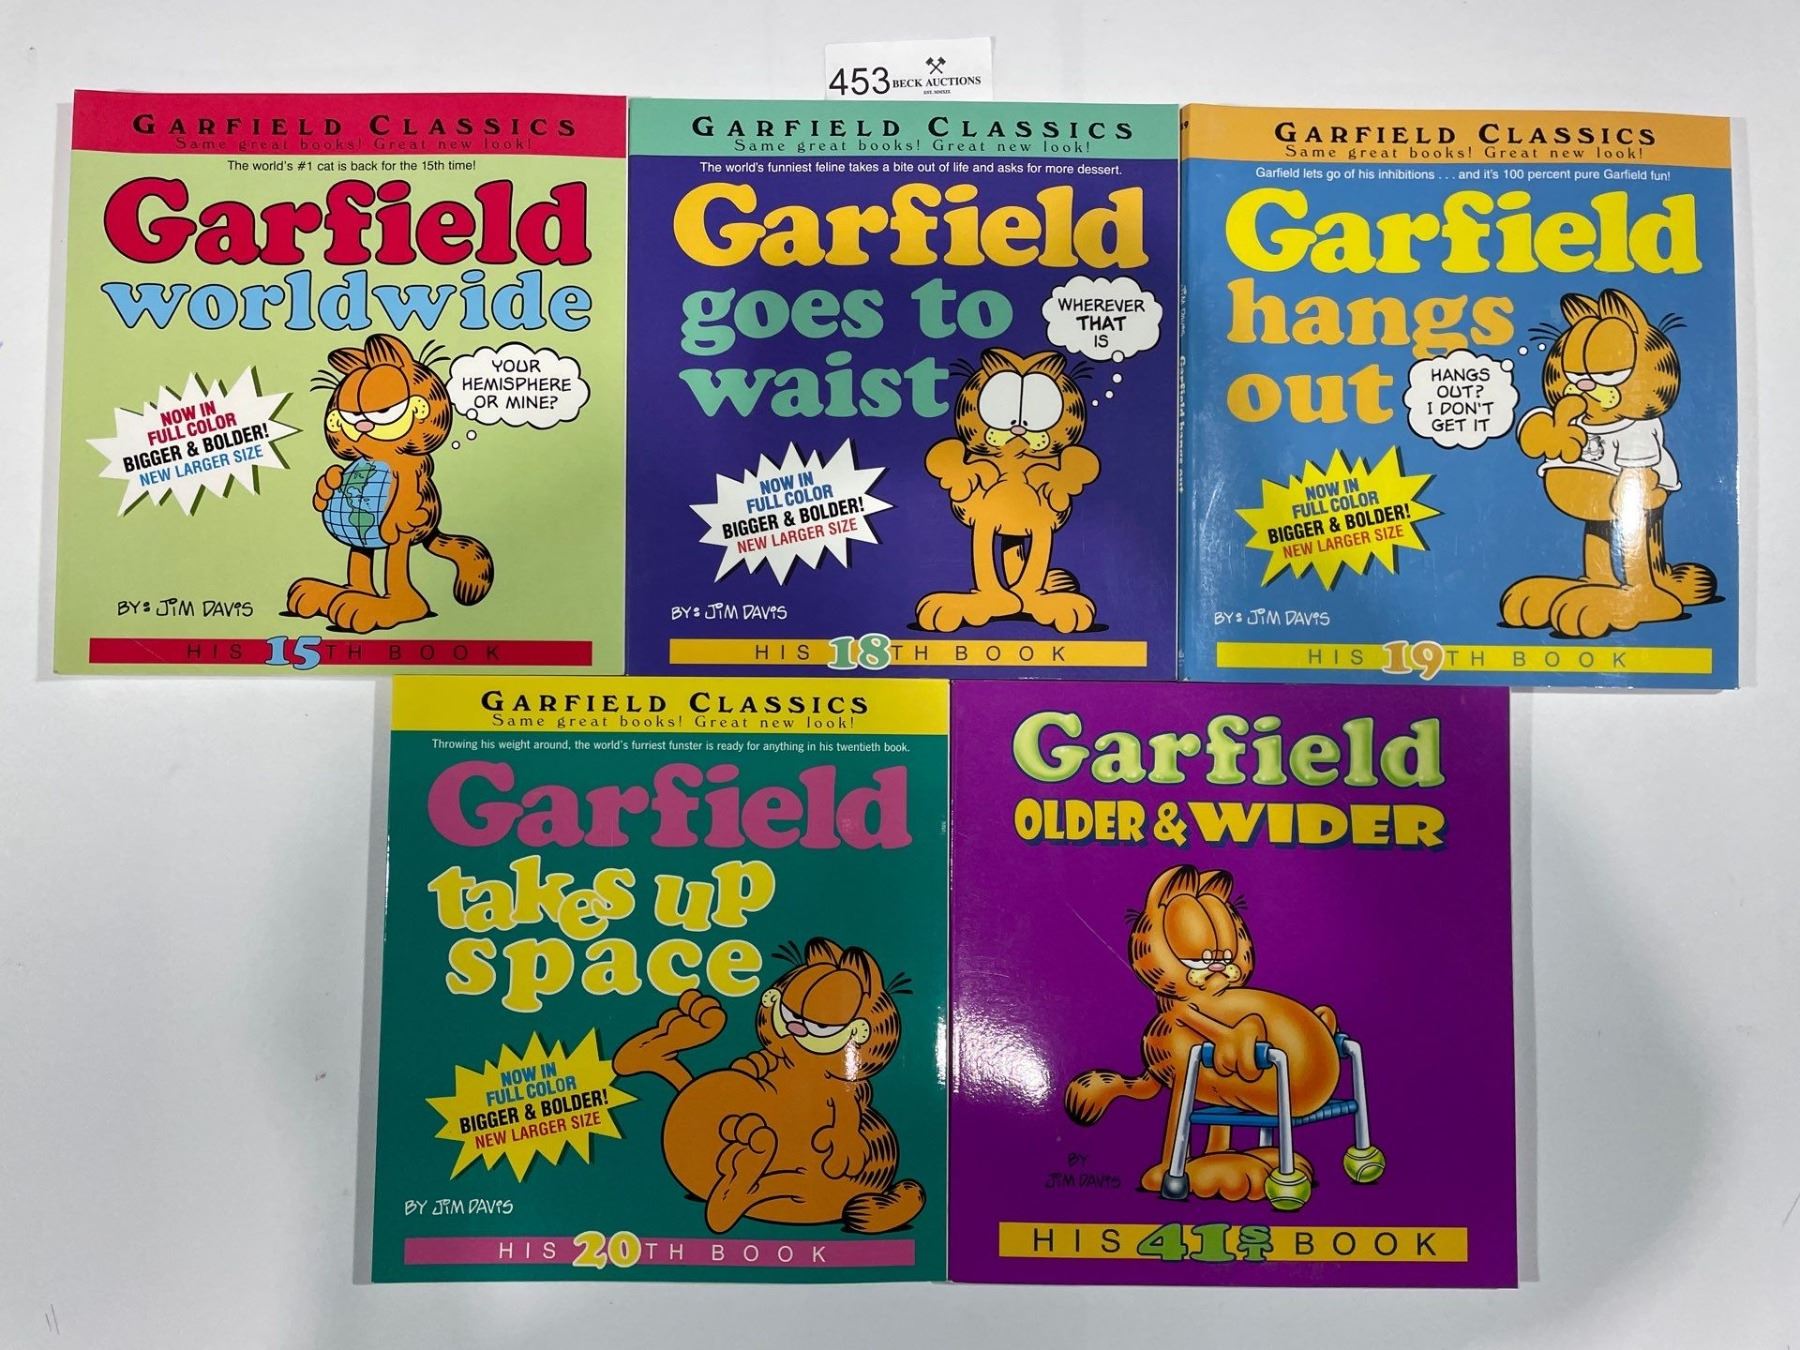 453 BECK AUCTIONS
EST. MMXIX
GARFIELD CLASSICS
Same great books! Great new look!
The world's #1 cat is back for the 15th time!
Garfield
worldwide
YOUR
HEMISPHERE
OR MINE?
NOW IN
FULL COLOR
BIGGER & BOLDER!
NEW LARGER SIZE
BY: JIM DAVIS
HIS 15TH BOOK
GARFIELD CLASSICS
Same great books! Great new look!
The world's funniest feline takes a bite out of life and asks for more dessert.
Garfield
goes to
waist
WHEREVER
THAT
IS
NOW IN
FULL COLOR
BIGGER & BOLDER!
NEW LARGER SIZE
BY: JIM DAVIS
HIS 18TH BOOK
19
GARFIELD CLASSICS
Same great books! Great new look!
Garfield lets go of his inhibitions . . . and it's 100 percent pure Garfield fun!
Garfield
hangs
out
HANGS
OUT?
I DON'T
GET IT
NOW IN
FULL COLOR
BIGGER & BOLDER!
NEW LARGER SIZE
BY: JIM DAVIS
HIS 19TH BOOK
Garfield hangs out
GARFIELD CLASSICS
Same great books! Great new look!
Throwing his weight around, the world's furriest funster is ready for anything in his twentieth book.
Garfield
takes up
space
NOW IN
FULL COLOR
BIGGER & BOLDER!
NEW LARGER SIZE
BY JIM DAVIS
HIS 20TH BOOK
Garfield
OLDER & WIDER
BY
JIM DAVIS
HIS 41ST BOOK